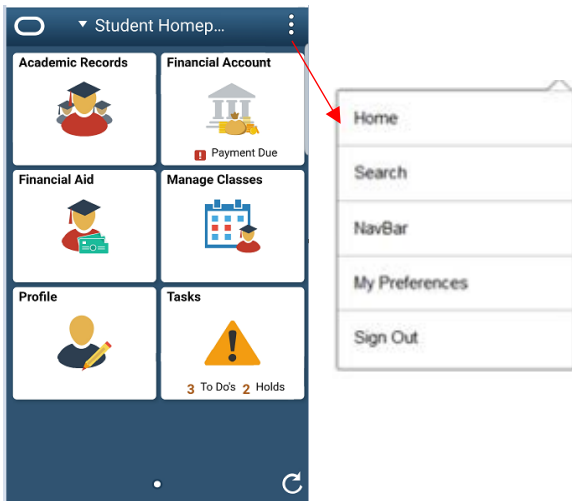 Student Homep...
Academic Records
Financial Account
Payment Due
Financial Aid
Manage Classes
Profile
Tasks
3 To Do's 2 Holds
Home
Search
NavBar
My Preferences
Sign Out